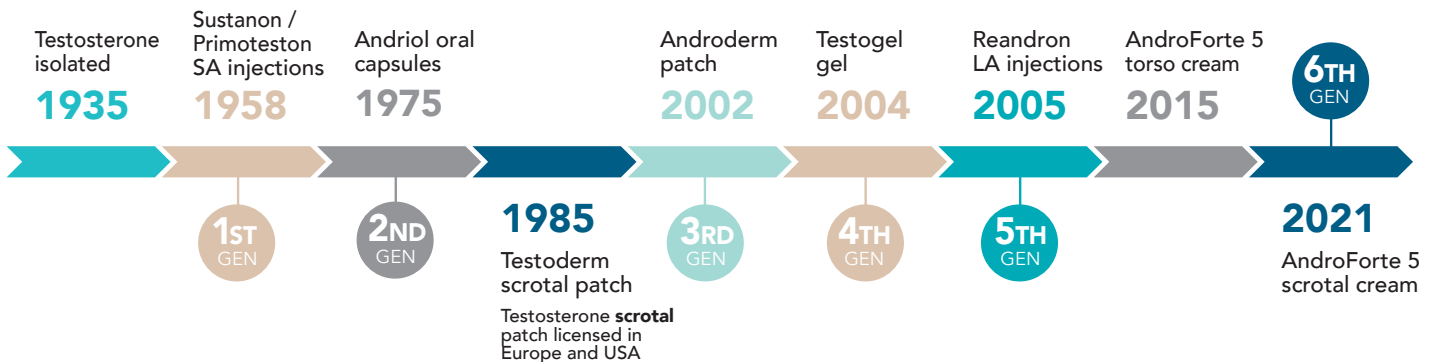 Testosterone
isolated
1935
Sustanon /
Primoteston
SA injections
1958
1ST
GEN
Andriol oral
capsules
1975
2ND
GEN
1985
Testoderm
scrotal patch
Testosterone scrotal
patch licensed in
Europe and USA
Androderm
patch
2002
3RD
GEN
Testogel
gel
2004
4TH
GEN
Reandron
LA injections
2005
5TH
GEN
AndroForte 5
torso cream
2015
6TH
GEN
2021
AndroForte 5
scrotal cream